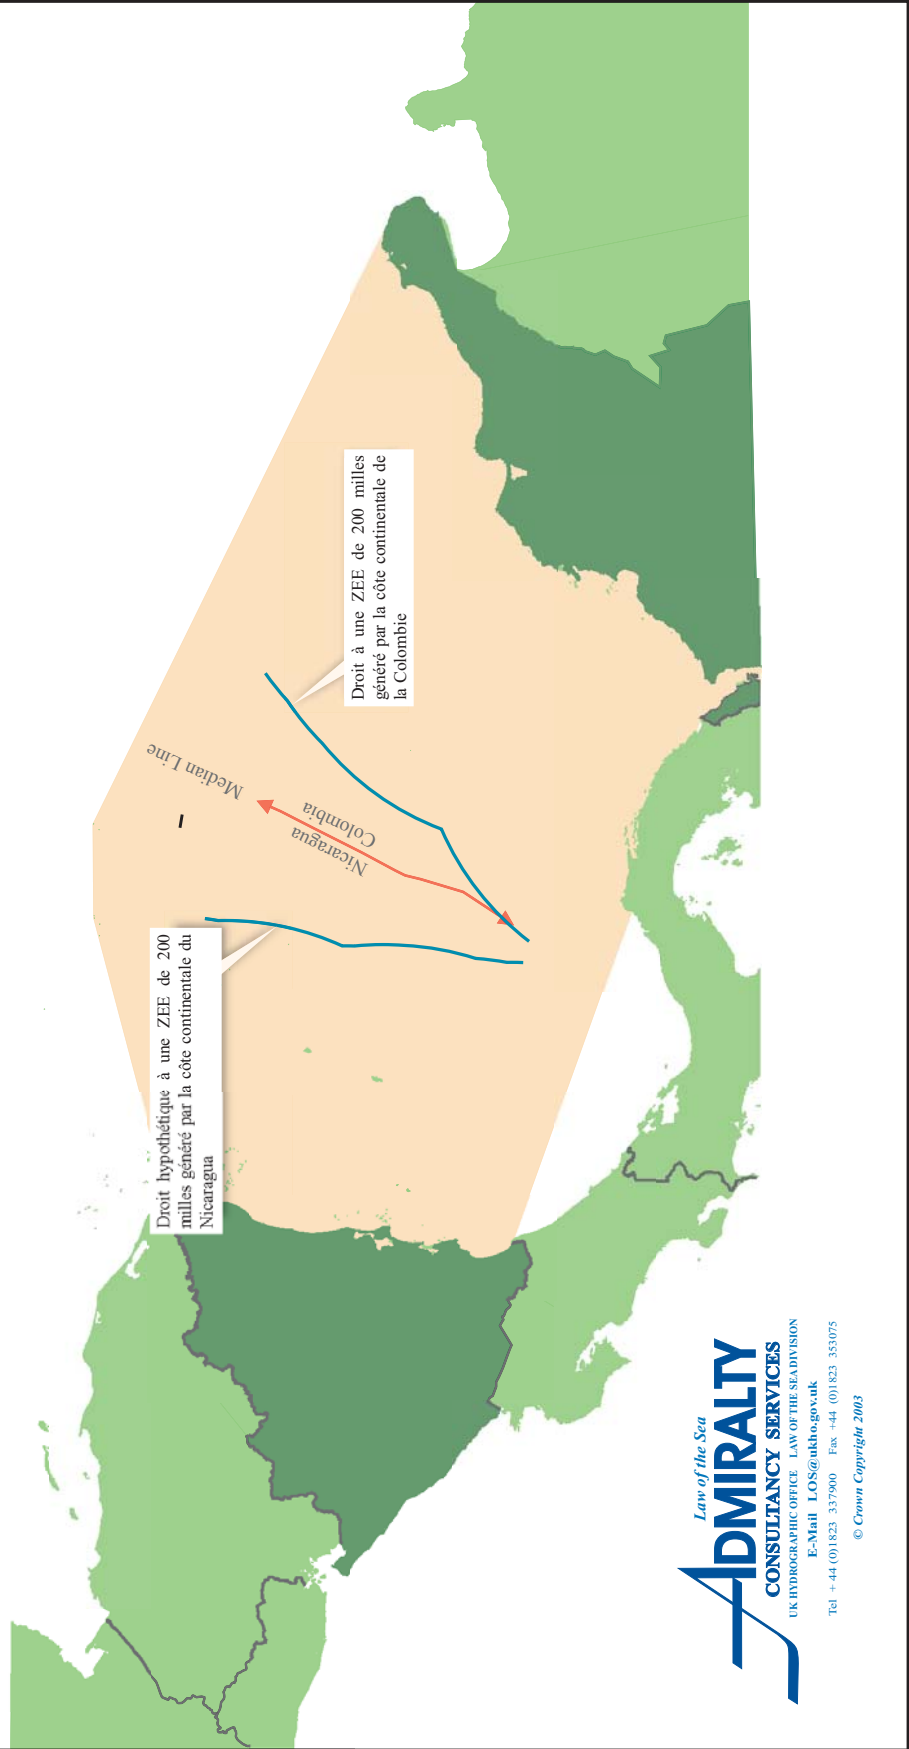 Droit hypothétique à une ZEE de 200
milles généré par la côte continentale du
Nicaragua
Median Line
Nicaragua
Colombia
Droit à une ZEE de 200 milles
généré par la côte continentale de
la Colombie
Law of the Sea
ADMIRALTY
CONSULTANCY SERVICES
UK HYDROGRAPHIC OFFICE LAW OF THE SEA DIVISION
E-Mail LOS@ukho.gov.uk
Tel + 44 (0)1823 337900 Fax +44 (0)1823 353075
© Crown Copyright 2003